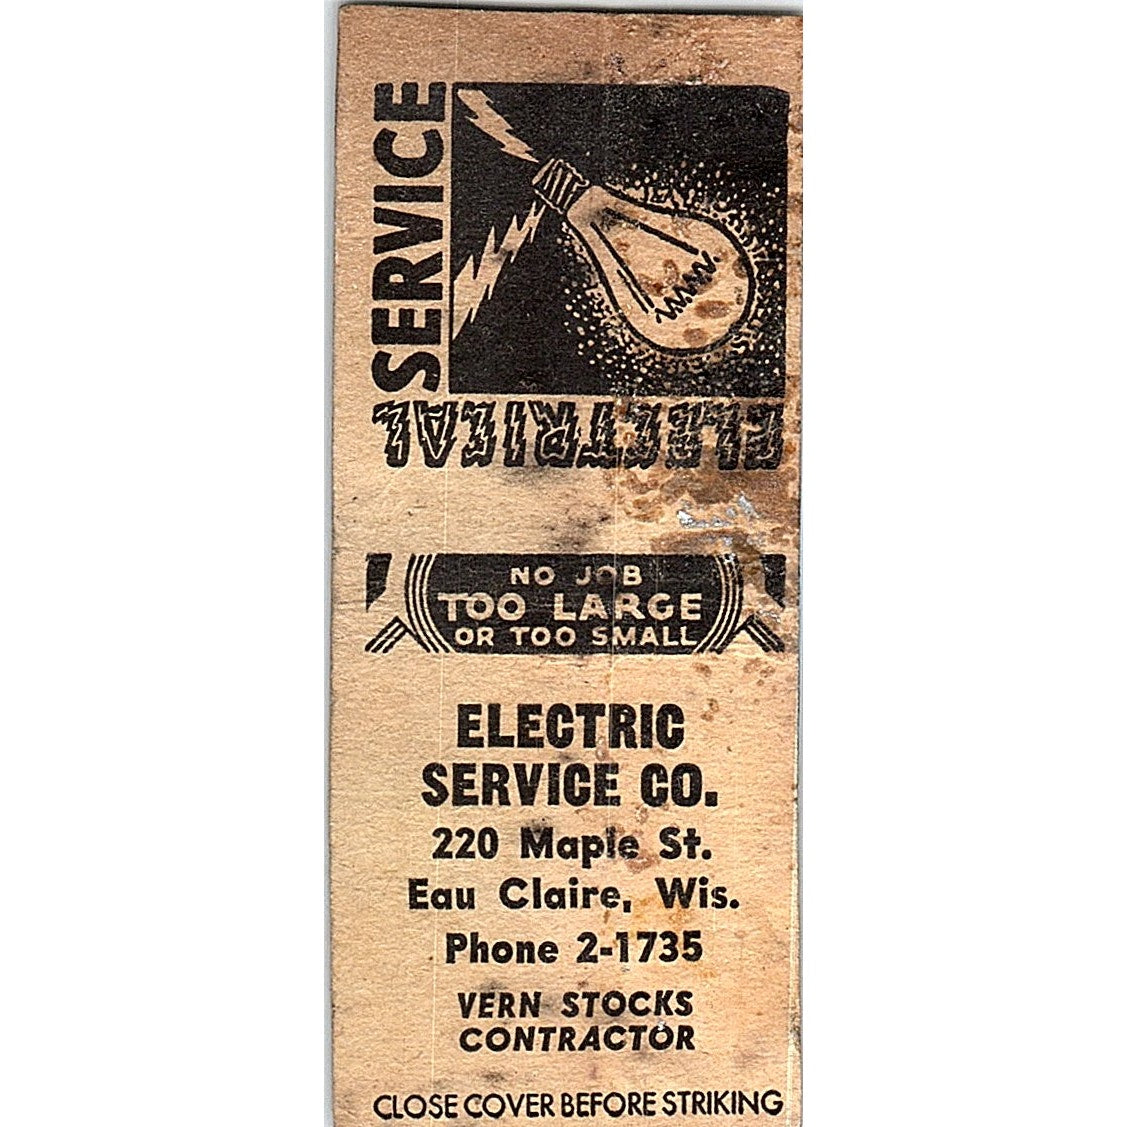 ELECTRICAL
SERVICE
NO JOB
TOO LARGE
OR TOO SMALL
ELECTRIC
SERVICE CO.
220 Maple St.
Eau Claire, Wis.
Phone 2-1735
VERN STOCKS
CONTRACTOR
CLOSE COVER BEFORE STRIKING